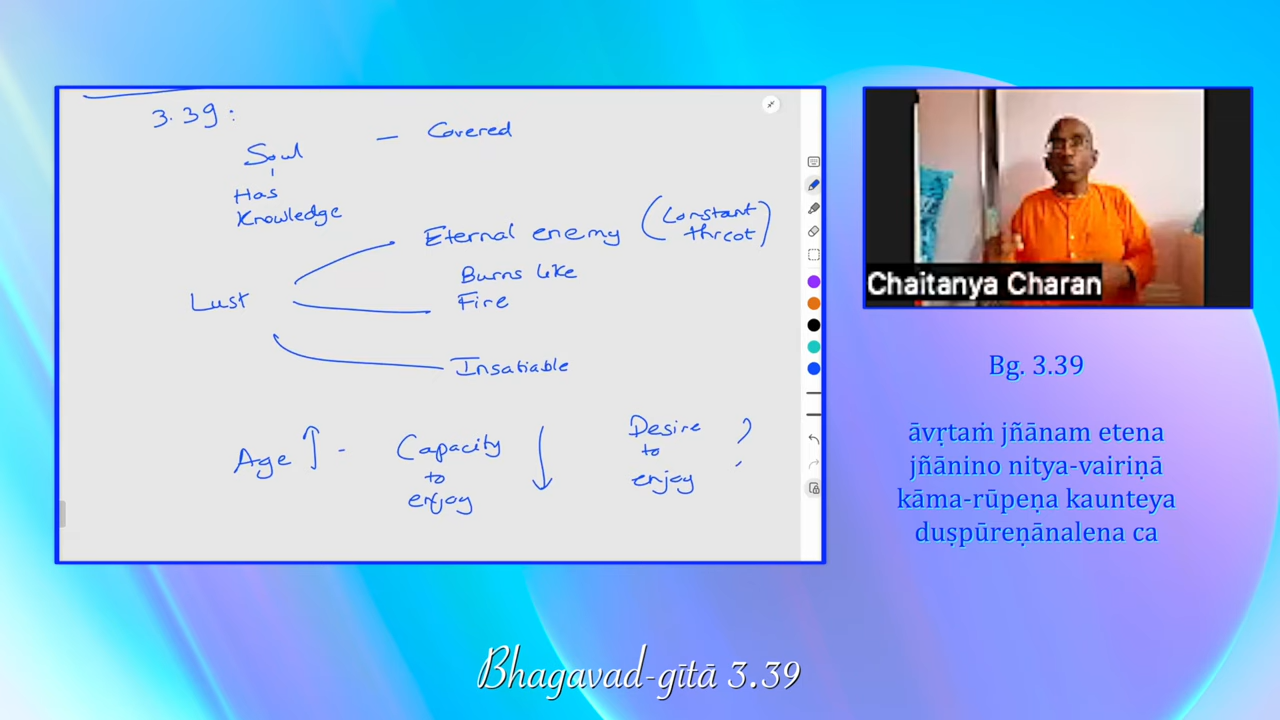 3.39:
Soul — Covered
Has
Knowledge
Eternal enemy (Constant
threat)
Burns like
Lust
Fire
Insatiable
Age ↑ - Capacity ↓ Desire ?
to to
enjoy enjoy
Chaitanya Charan
Bg. 3.39
āvṛtaṁ jñānam etena
jñānino nitya-vairiṇā
kāma-rūpeṇa kaunteya
duṣpūreṇānalena ca
Bhagavad-gītā 3.39